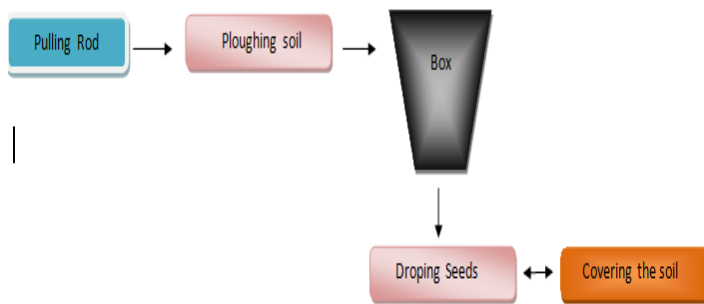 Pulling Rod
Ploughing soil
Box
Droping Seeds
Covering the soil